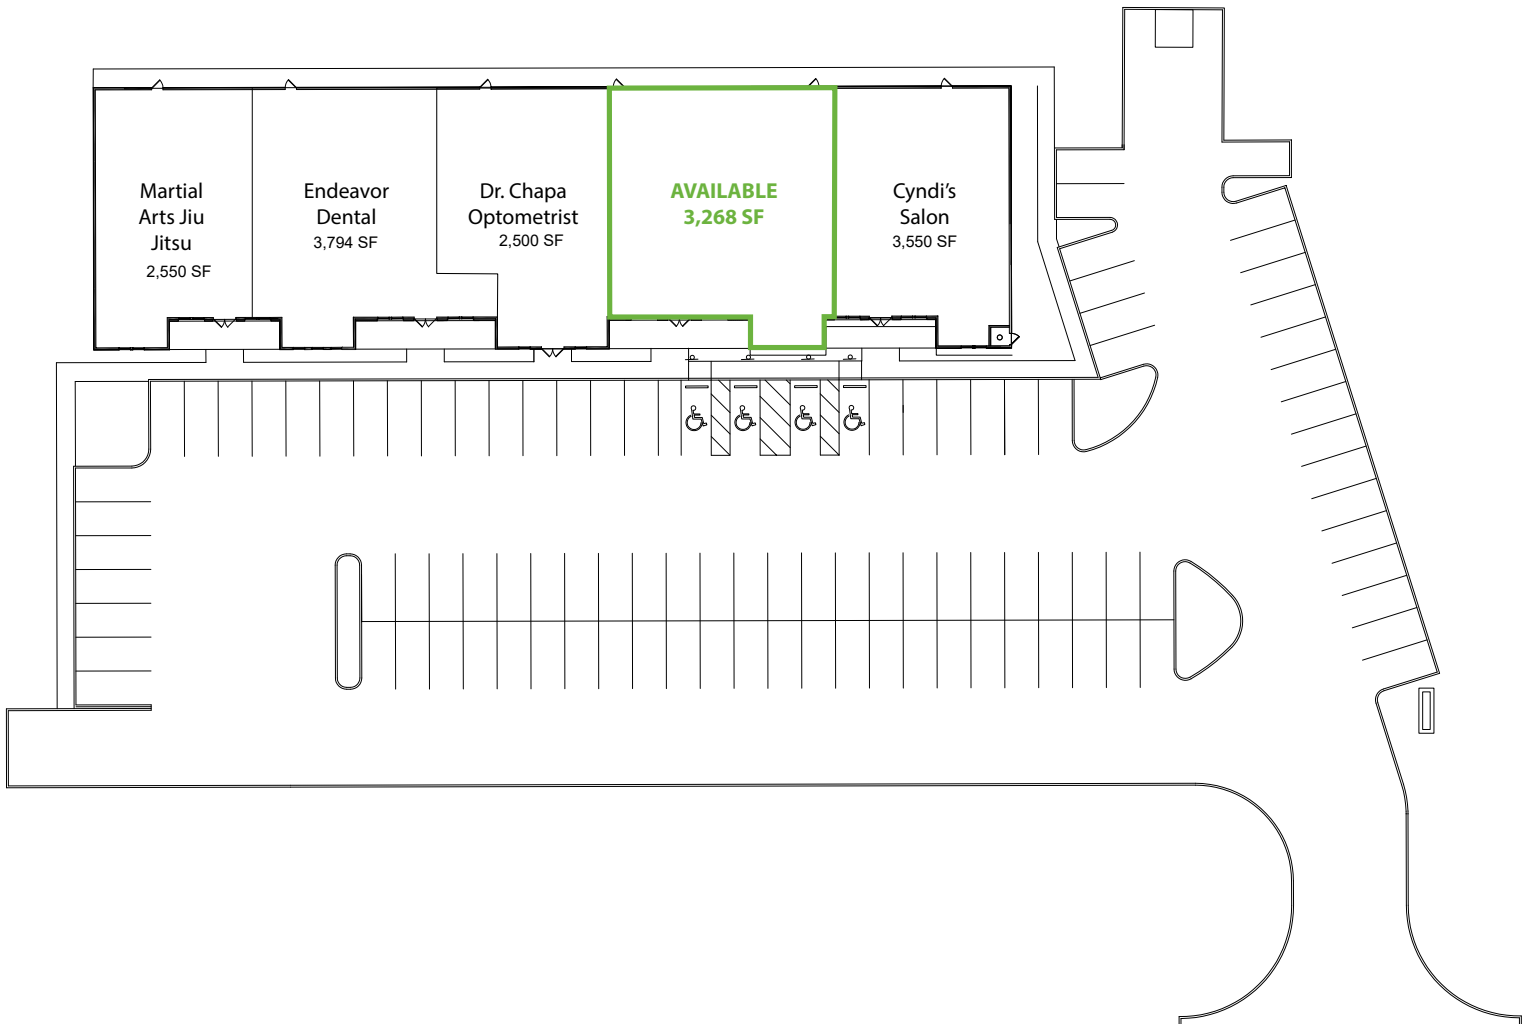 Martial
Arts Jiu
Jitsu
2,550 SF
Endeavor
Dental
3,794 SF
Dr. Chapa
Optometrist
2,500 SF
AVAILABLE
3,268 SF
Cyndi’s
Salon
3,550 SF